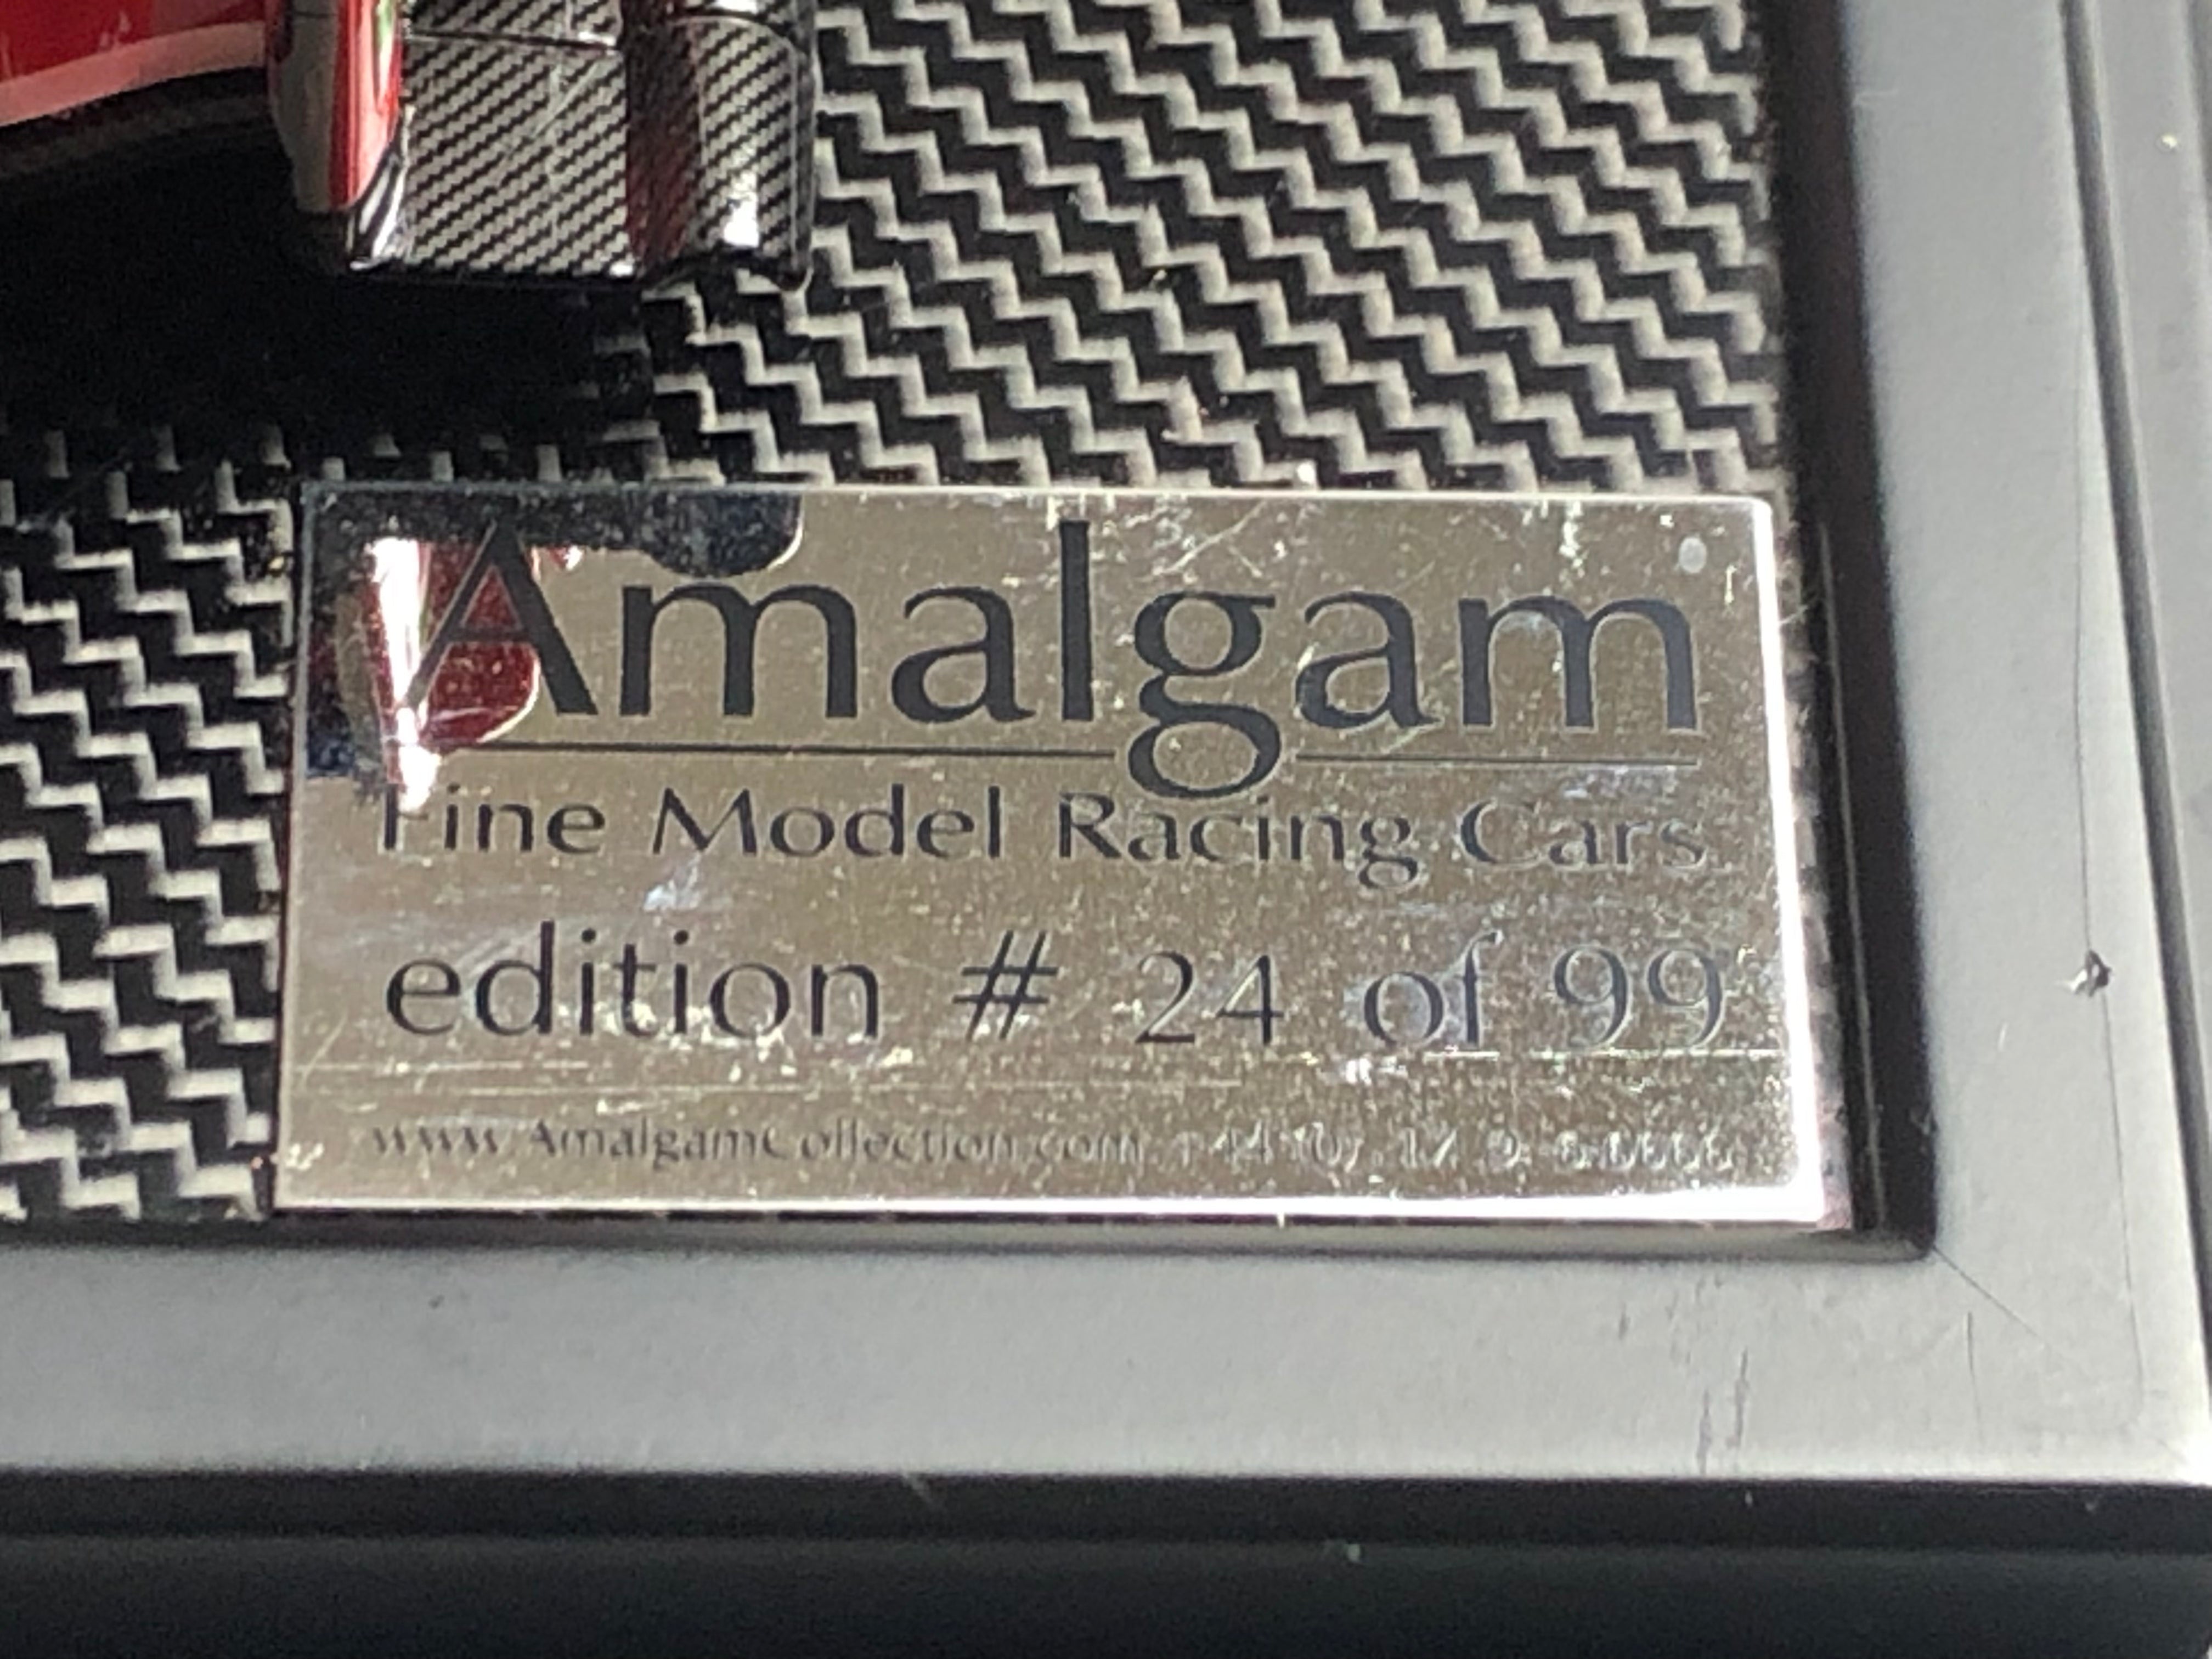 Amalgam
Fine Model Racing Cars
edition # 24 of 99
www.AmalgamCollection.com